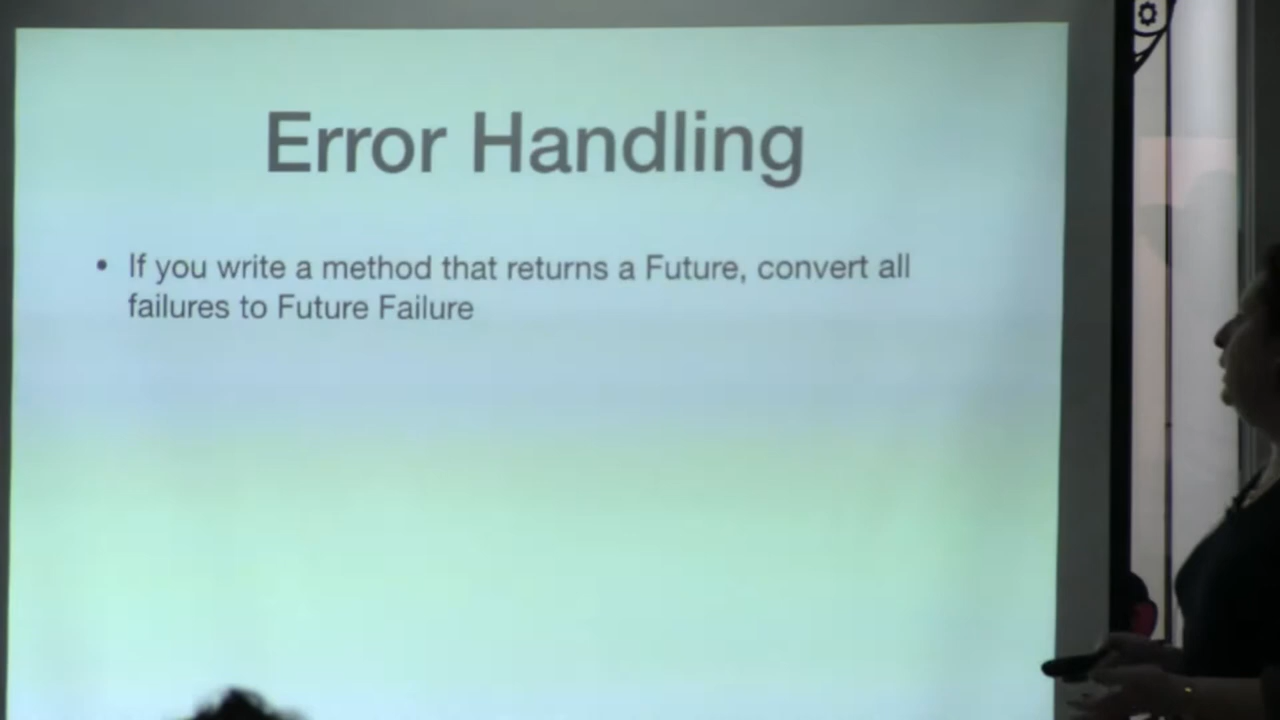 Error Handling
• If you write a method that returns a Future, convert all
failures to Future Failure